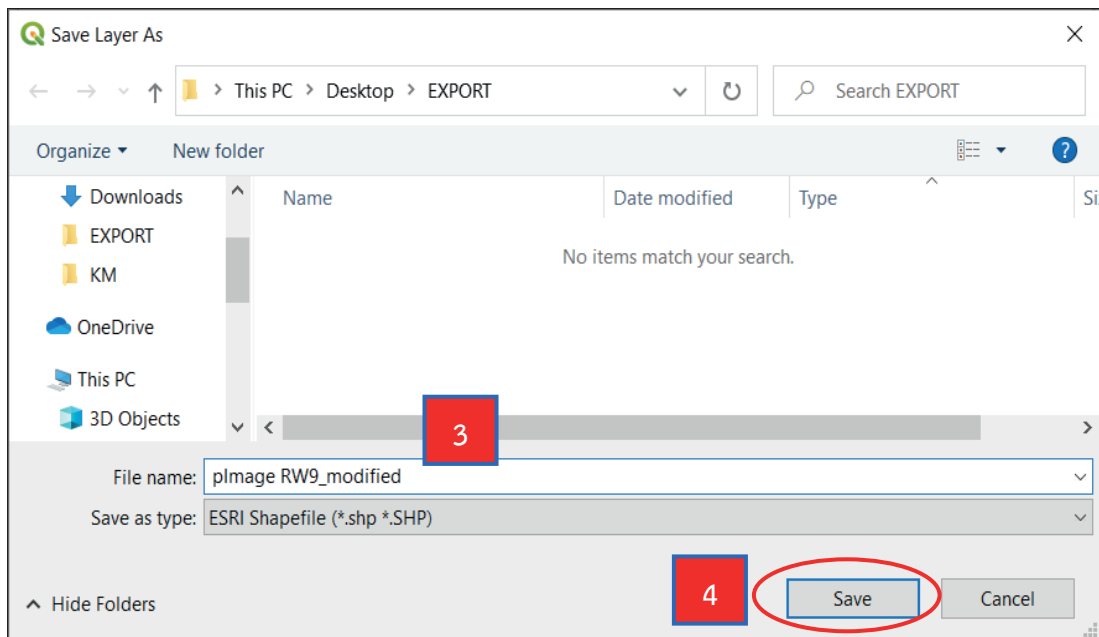 Save Layer As
This PC > Desktop > EXPORT
Search EXPORT
Organize
New folder
?
Downloads
Name
Date modified
Type
Si
EXPORT
No items match your search.
KM
OneDrive
This PC
3D Objects
3
File name: pImage RW9_modified
Save as type: ESRI Shapefile (*.shp *.SHP)
4
Hide Folders
Save
Cancel